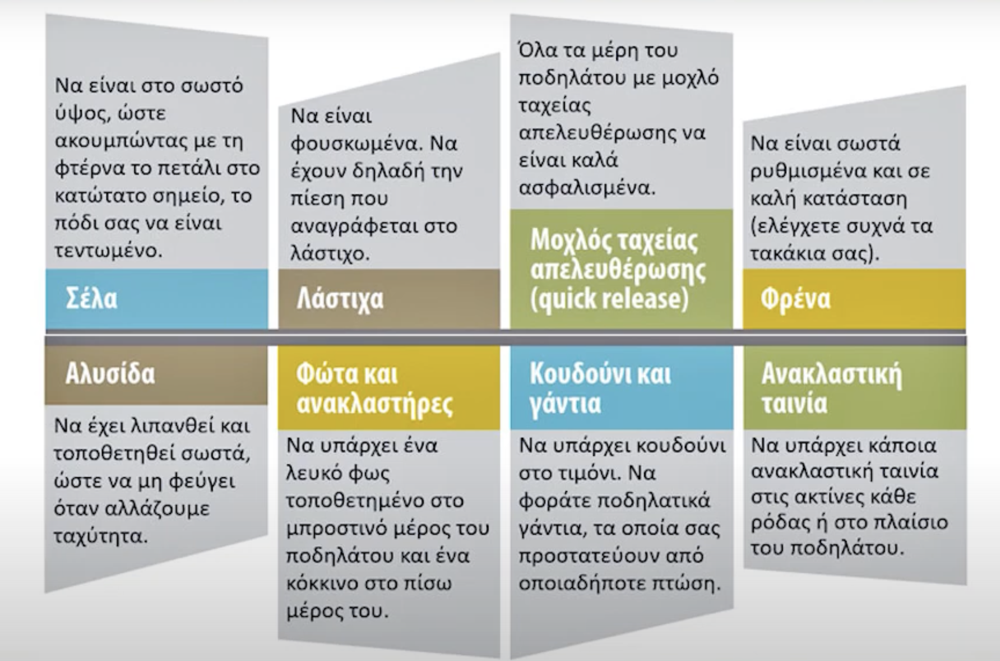 Να είναι στο σωστό
ύψος, ώστε
ακουμπώντας με τη
φτέρνα το πετάλι στο
κατώτατο σημείο, το
πόδι σας να είναι
τεντωμένο.
Σέλα
Να είναι
φουσκωμένα. Να
έχουν δηλαδή την
πίεση που
αναγράφεται στο
λάστιχο.
Λάστιχα
Όλα τα μέρη του
ποδηλάτου με μοχλό
ταχείας
απελευθέρωσης να
είναι καλά
ασφαλισμένα.
Μοχλός ταχείας
απελευθέρωσης
(quick release)
Να είναι σωστά
ρυθμισμένα και σε
καλή κατάσταση
(ελέγχετε συχνά τα
τακάκια σας).
Φρένα
Αλυσίδα
Να έχει λιπανθεί και
τοποθετηθεί σωστά,
ώστε να μη φεύγει
όταν αλλάζουμε
ταχύτητα.
Φώτα και
ανακλαστήρες
Να υπάρχει ένα
λευκό φως
τοποθετημένο στο
μπροστινό μέρος του
ποδηλάτου και ένα
κόκκινο στο πίσω
μέρος του.
Κουδούνι και
γάντια
Να υπάρχει κουδούνι
στο τιμόνι. Να
φοράτε ποδηλατικά
γάντια, τα οποία σας
προστατεύουν από
οποιαδήποτε πτώση.
Ανακλαστική
ταινία
Να υπάρχει κάποια
ανακλαστική ταινία
στις ακτίνες κάθε
ρόδας ή στο πλαίσιο
του ποδηλάτου.